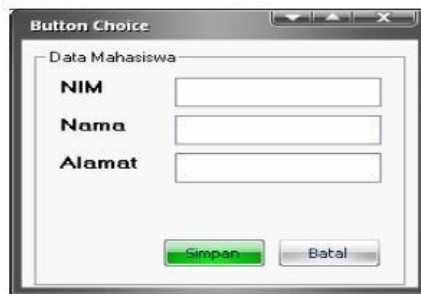 Button Choice
Data Mahasiswa
NIM
Nama
Alamat
Simpan Batal